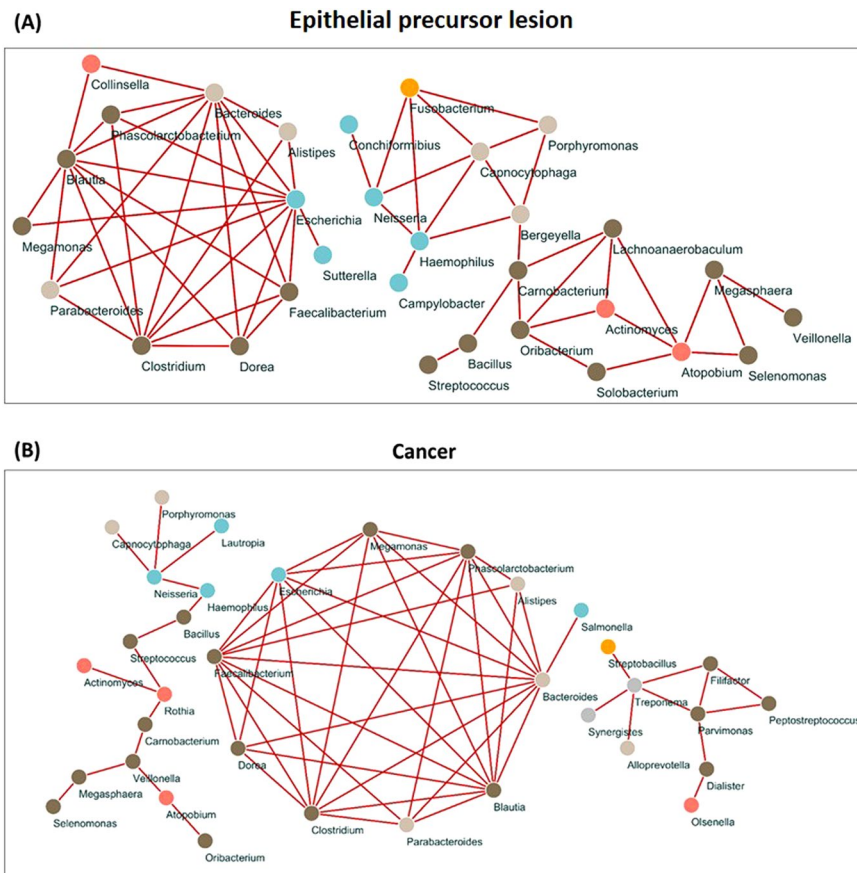 (A)
Epithelial precursor lesion
Collinsella
Bacteroides
Fusobacterium
Phascolarctobacterium
Alistipes
Conchiformibius
Porphyromonas
Capnocytophaga
Blautia
Escherichia
Neisseria
Megamonas
Sutterella
Haemophilus
Bergeyella
Lachnoanaerobaculum
Parabacteroides
Faecalibacterium
Campylobacter
Carnobacterium
Megasphaera
Actinomyces
Veillonella
Clostridium
Dorea
Bacillus
Oribacterium
Streptococcus
Solobacterium
Atopobium
Selenomonas
(B)
Cancer
Porphyromonas
Capnocytophaga
Lautropia
Megamonas
Phascolarctobacterium
Neisseria
Haemophilus
Escherichia
Alistipes
Bacillus
Salmonella
Streptococcus
Faecalibacterium
Streptobacillus
Filifactor
Actinomyces
Bacteroides
Treponema
Rothia
Synergistes
Parvimonas
Peptostreptococcus
Carnobacterium
Dorea
Alloprevotella
Veillonella
Megasphaera
Blautia
Dialister
Selenomonas
Atopobium
Clostridium
Parabacteroides
Olsenella
Oribacterium